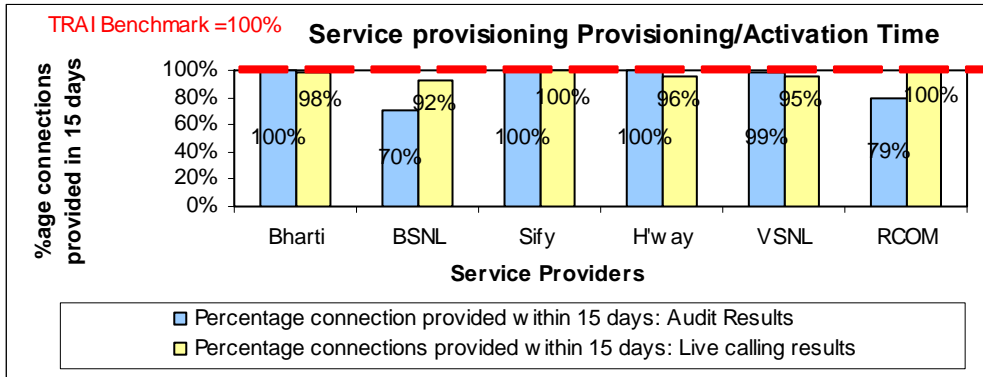 TRAI Benchmark =100%
Service provisioning Provisioning/Activation Time
%age connections
provided in 15 days
100%
80%
60%
40%
20%
0%
100%
98%
70%
92%
100%
100%
100%
96%
99%
95%
79%
100%
Bharti BSNL Sify H'way VSNL RCOM
Service Providers
Percentage connection provided within 15 days: Audit Results
Percentage connections provided within 15 days: Live calling results